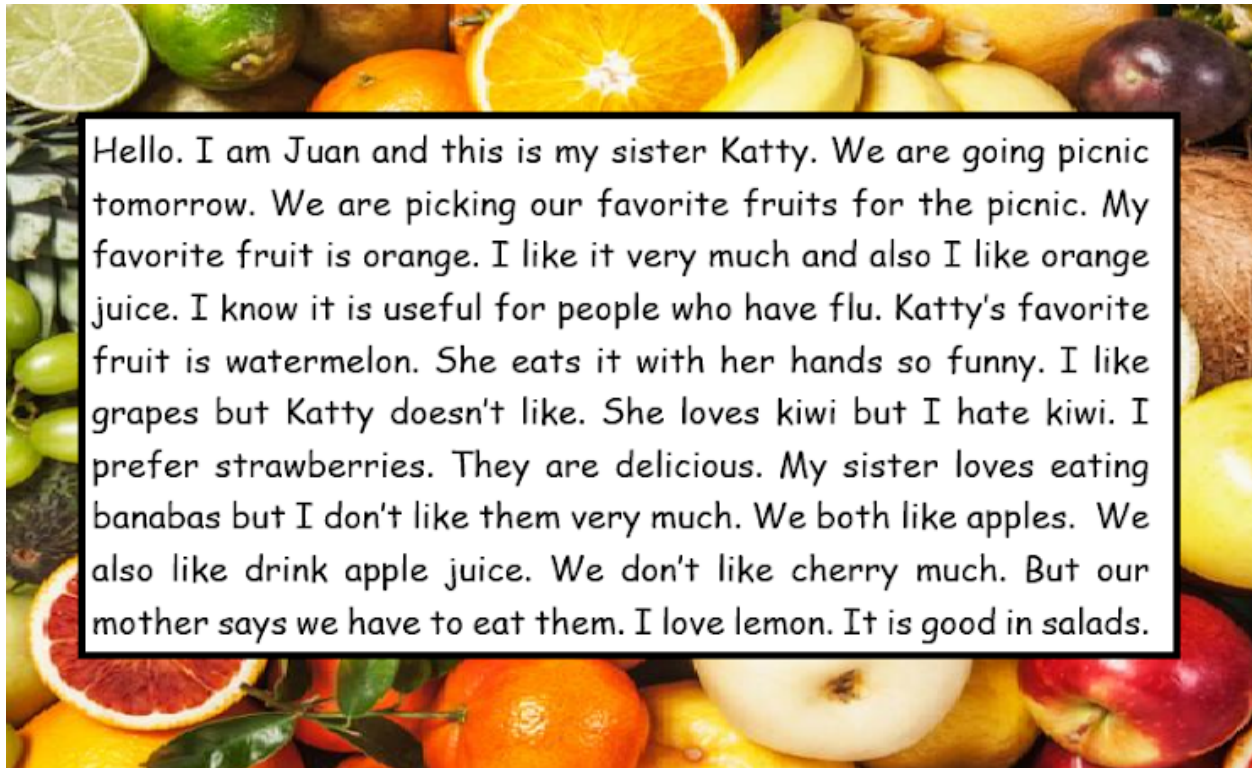 Hello. I am Juan and this is my sister Katty. We are going picnic
tomorrow. We are picking our favorite fruits for the picnic. My
favorite fruit is orange. I like it very much and also I like orange
juice. I know it is useful for people who have flu. Katty's favorite
fruit is watermelon. She eats it with her hands so funny. I like
grapes but Katty doesn't like. She loves kiwi but I hate kiwi. I
prefer strawberries. They are delicious. My sister loves eating
banabas but I don't like them very much. We both like apples. We
also like drink apple juice. We don't like cherry much. But our
mother says we have to eat them. I love lemon. It is good in salads.